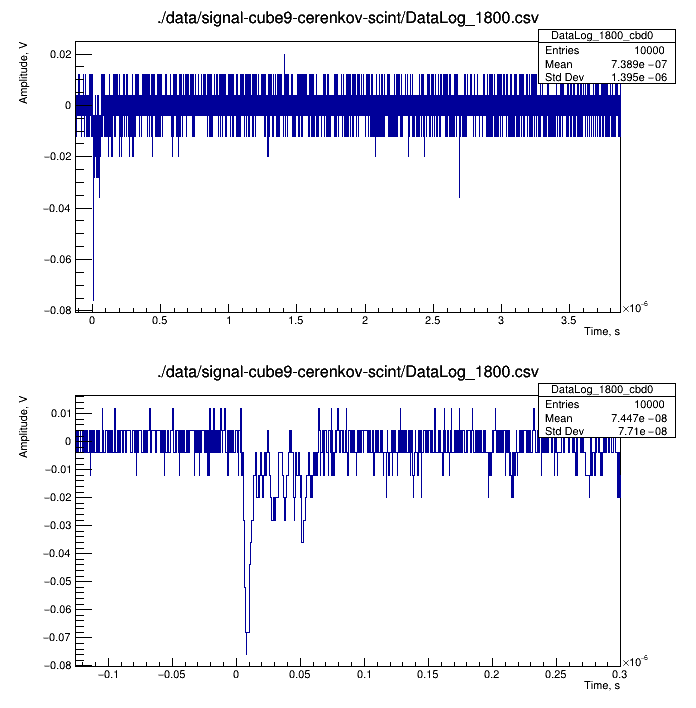 ./data/signal-cube9-cerenkov-scint/DataLog_1800.csv
DataLog_1800_cbd0
Entries 10000
Mean 7.389e −07
Std Dev 1.395e −06
Amplitude, V
0.02
0
−0.02
−0.04
−0.06
−0.08
0 0.5 1 1.5 2 2.5 3 3.5
×10−6
Time, s
./data/signal-cube9-cerenkov-scint/DataLog_1800.csv
DataLog_1800_cbd0
Entries 10000
Mean 7.447e −08
Std Dev 7.71e −08
Amplitude, V
0.01
0
−0.01
−0.02
−0.03
−0.04
−0.05
−0.06
−0.07
−0.08
−0.1 −0.05 0 0.05 0.1 0.15 0.2 0.25 0.3
×10−6
Time, s